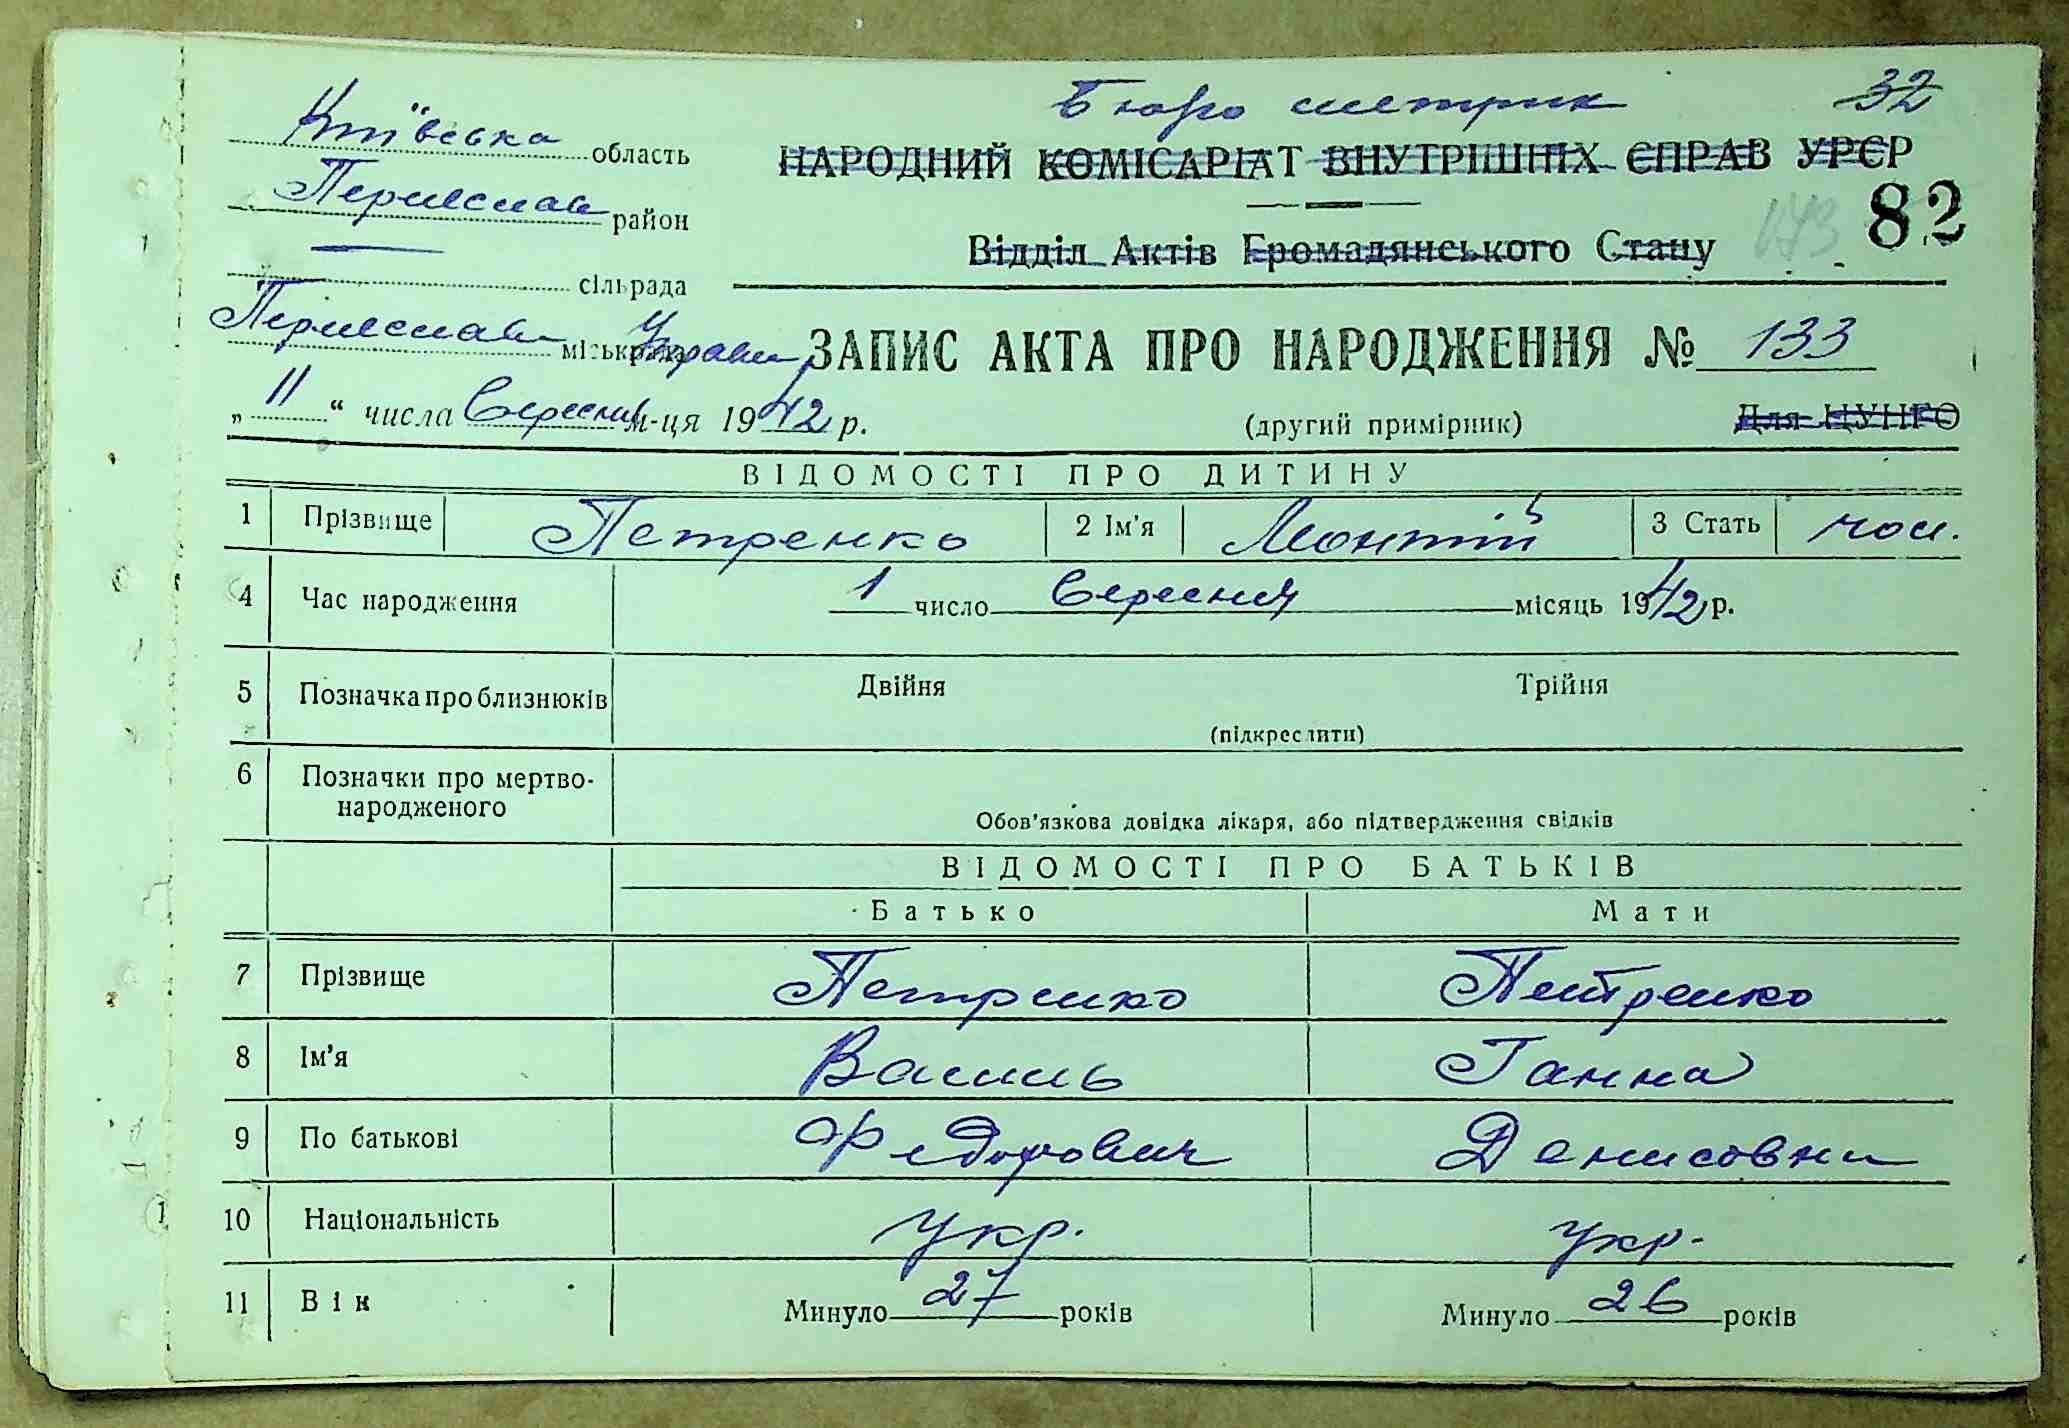 Бюро метрик 32
Київська область
НАРОДНИЙ КОМІСАРІАТ ВНУТРІШНІХ СПРАВ УРСР
Переяслав район
173 82
Відділ Актів Громадянського Стану
сільрада
Переяслав міськрада Управи ЗАПИС АКТА ПРО НАРОДЖЕННЯ № 133
„11“ числа Вересня м-ця 1942 р. (другий примірник) Для ЦУНГО
ВІДОМОСТІ ПРО ДИТИНУ
1 Прізвище Петренко 2 Ім'я 3 Стать чол.
4 Час народження 1 число Вересня місяць 1942 р.
5 Позначка про близнюків Двійня Трійня
(підкреслити)
6 Позначки про мертво-
народженого
Обов'язкова довідка лікаря, або підтвердження свідків
ВІДОМОСТІ ПРО БАТЬКІВ
Батько Мати
7 Прізвище Петренко Петренко
8 Ім'я Василь Ганна
9 По батькові Федорович Денисовна
10 Національність укр. укр.
11 Вік Минуло 27 років Минуло 26 років